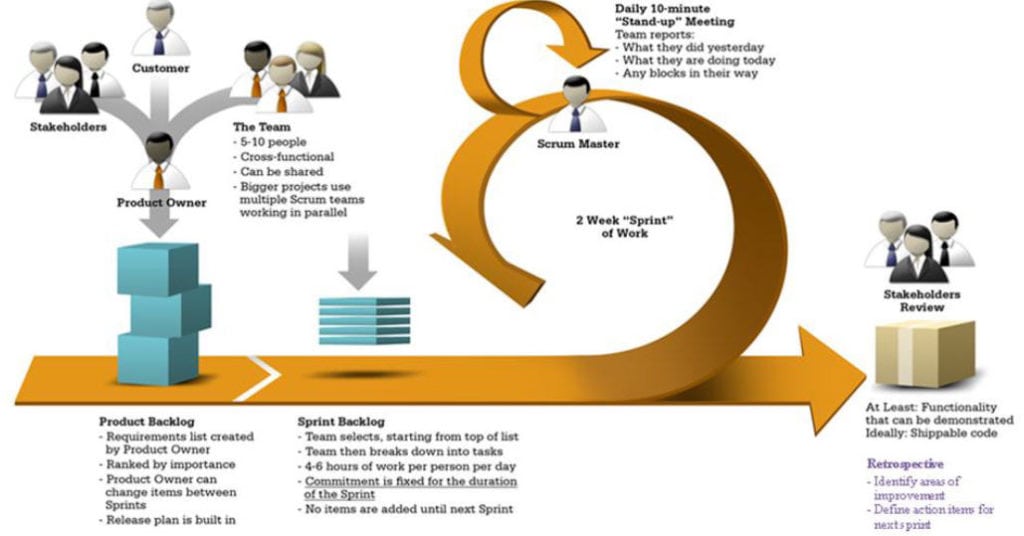 Daily 10-minute
"Stand-up" Meeting
Team reports:
- What they did yesterday
- What they are doing today
- Any blocks in their way
Customer
Stakeholders
The Team
- 5-10 people
- Cross-functional
- Can be shared
- Bigger projects use
multiple Scrum teams
working in parallel
Product Owner
Scrum Master
2 Week "Sprint"
of Work
Stakeholders
Review
Product Backlog
- Requirements list created
by Product Owner
- Ranked by importance
- Product Owner can
change items between
Sprints
- Release plan is built in
Sprint Backlog
- Team selects, starting from top of list
- Team then breaks down into tasks
- 4-6 hours of work per person per day
- Commitment is fixed for the duration
of the Sprint
- No items are added until next Sprint
At Least: Functionality
that can be demonstrated
Ideally: Shippable code
Retrospective
- Identify areas of
improvement
- Define action items for
next sprint